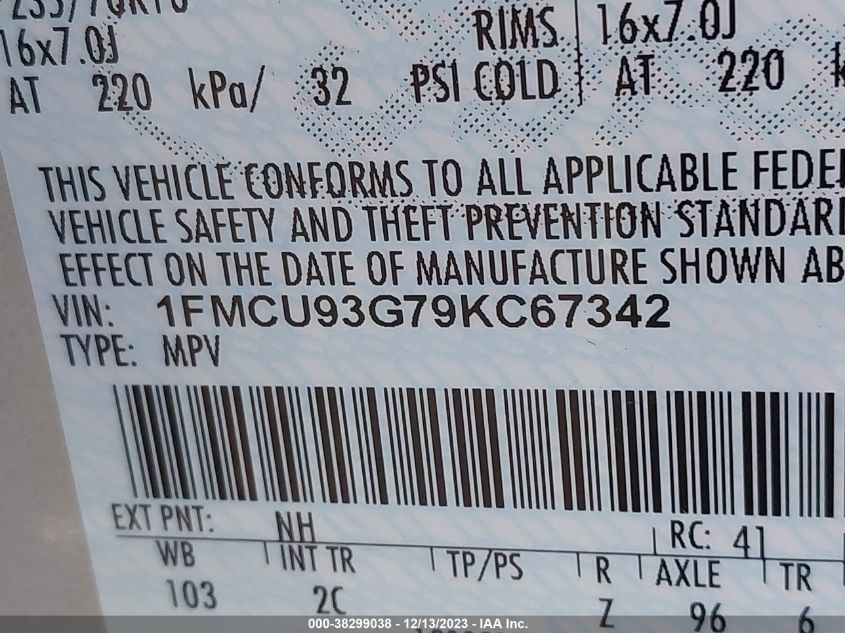 16x7.0J RIMS 16x7.0J
AT 220 kPa/ 32 PSI COLD AT 220
THIS VEHICLE CONFORMS TO ALL APPLICABLE
VEHICLE SAFETY AND THEFT PREVENTION
EFFECT ON THE DATE OF MANUFACTURE SHOWN
VIN: 1FMCU93G79KC67342
TYPE: MPV
EXT PNT: NH RC: 41
WB INT TR TP/PS R AXLE TR
103 2C Z 96 6
000-38299038 - 12/13/2023 - IAA Inc.